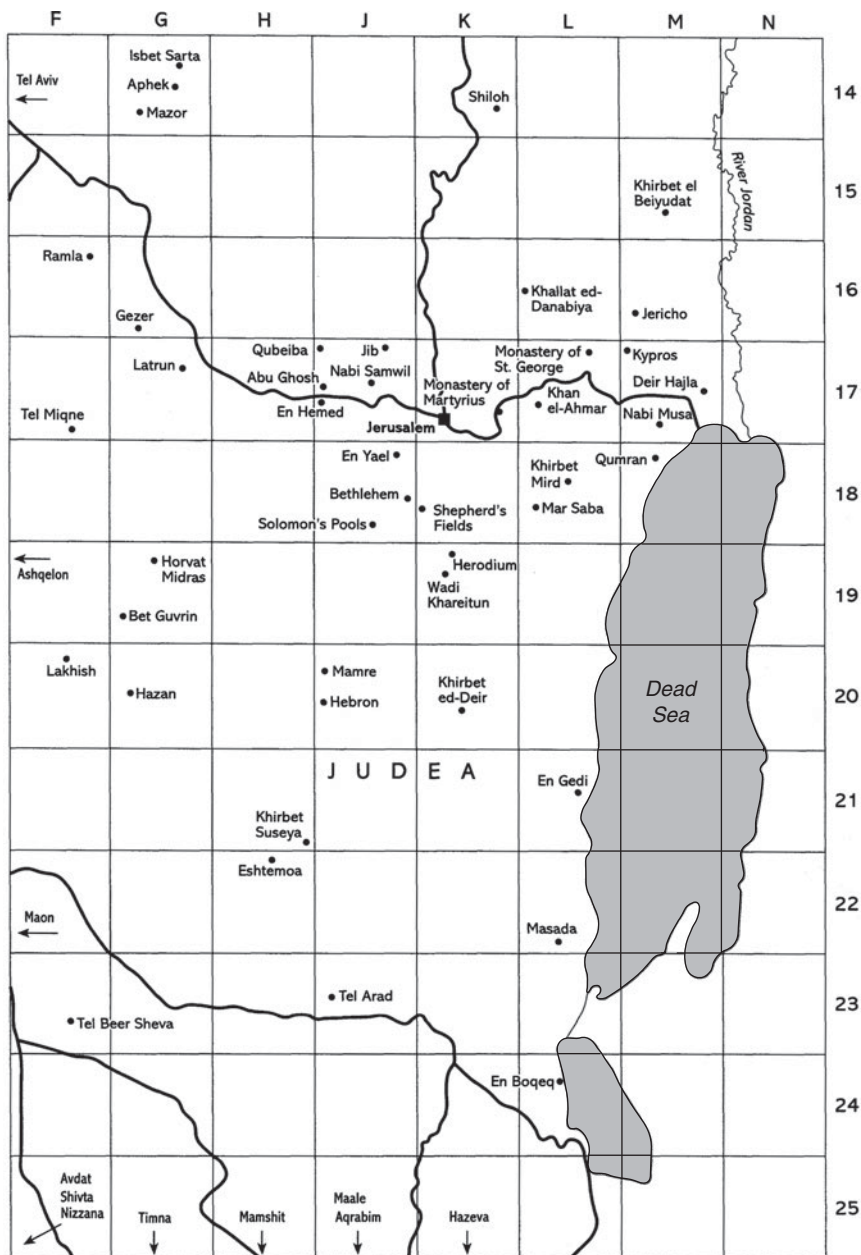 F G H J K L M N
Isbet Sarta
Tel Aviv
Aphek
Mazor
Shiloh
14
Khirbet el
Beiyudat
River Jordan
15
Ramla
Khallat ed-
Danabiya
16
Jericho
Gezer
Qubeiba
Jib
Monastery of
St. George
Kypros
Latrun
Abu Ghosh
Nabi Samwil
Monastery of
Martyrius
Deir Hajla
17
Khan
el-Ahmar
Tel Miqne
En Hemed
Jerusalem
Nabi Musa
En Yael
Khirbet
Mird
Qumran
18
Bethlehem
Shepherd's
Fields
Mar Saba
Solomon's Pools
Ashqelon
Horvat
Midras
Herodium
Wadi
Khareitun
19
Bet Guvrin
Lakhish
Mamre
Khirbet
ed-Deir
Dead
Sea
20
Hazan
Hebron
JUDEA
En Gedi
21
Khirbet
Suseya
Eshtemoa
22
Maon
Masada
Tel Arad
23
Tel Beer Sheva
En Boqeq
24
Avdat
Shivta
Nizzana
Timna
Mamshit
Maale
Aqrabim
Hazeva
25